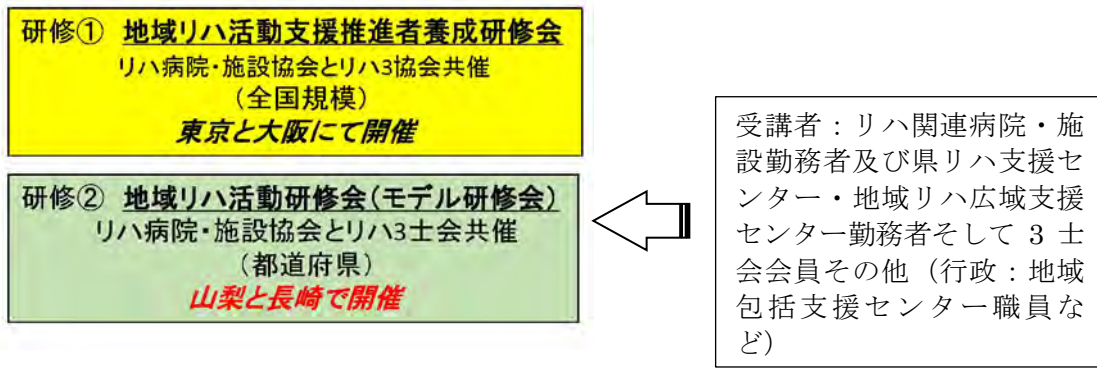 研修① 地域リハ活動支援推進者養成研修会
リハ病院・施設協会とリハ3協会共催
(全国規模)
東京と大阪にて開催
研修② 地域リハ活動研修会(モデル研修会)
リハ病院・施設協会とリハ3士会共催
(都道府県)
山梨と長崎で開催
受講者：リハ関連病院・施
設勤務者及び県リハ支援セ
ンター・地域リハ広域支援
センター勤務者そして 3 士
会会員その他（行政：地域
包括支援センター職員な
ど）